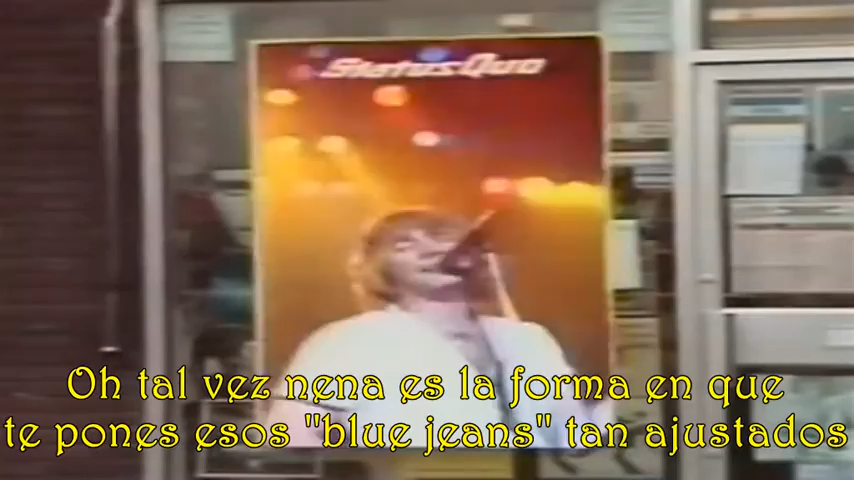 Status Quo
Oh tal vez nena es la forma en que
te pones esos "blue jeans" tan ajustados